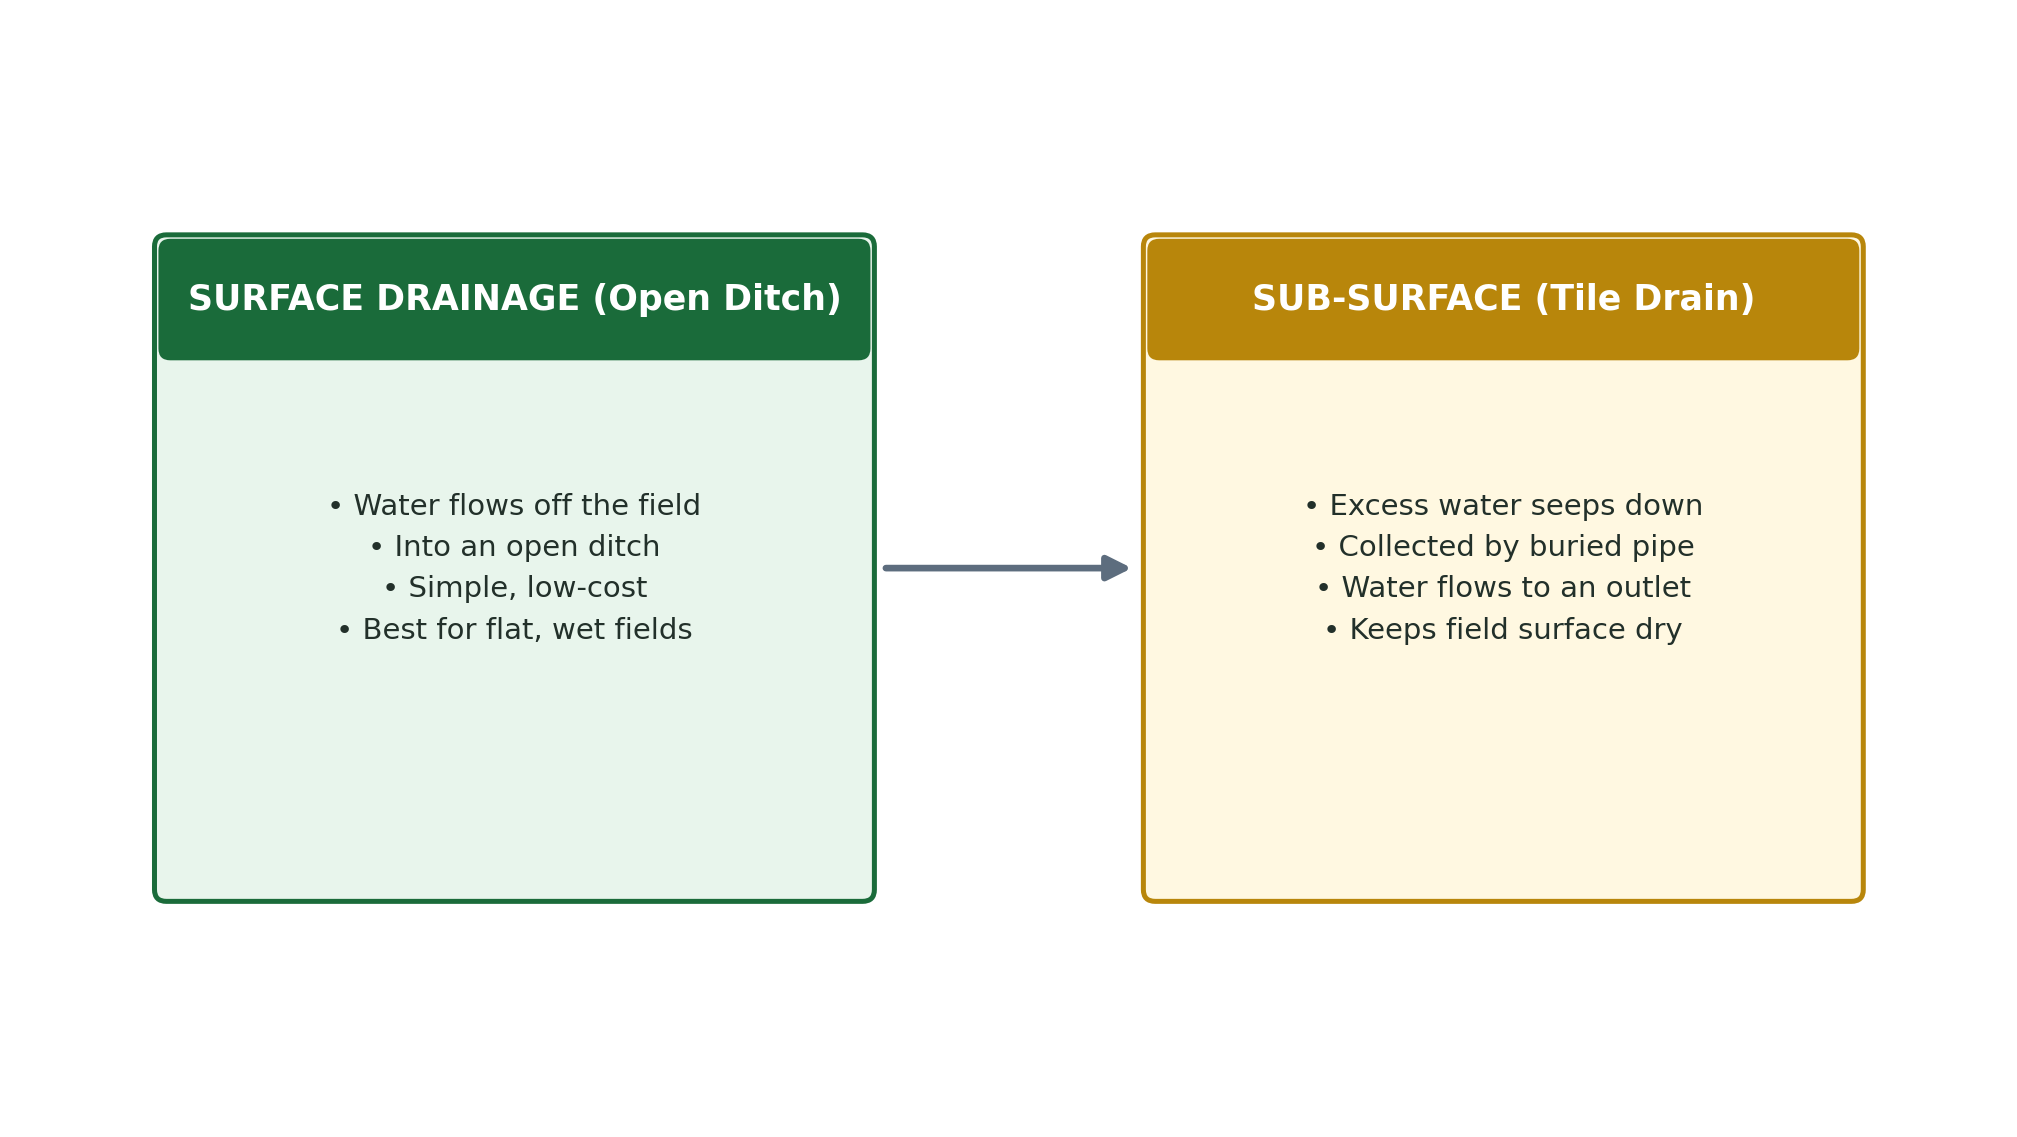 SURFACE DRAINAGE (Open Ditch)
• Water flows off the field
• Into an open ditch
• Simple, low-cost
• Best for flat, wet fields
SUB-SURFACE (Tile Drain)
• Excess water seeps down
• Collected by buried pipe
• Water flows to an outlet
• Keeps field surface dry